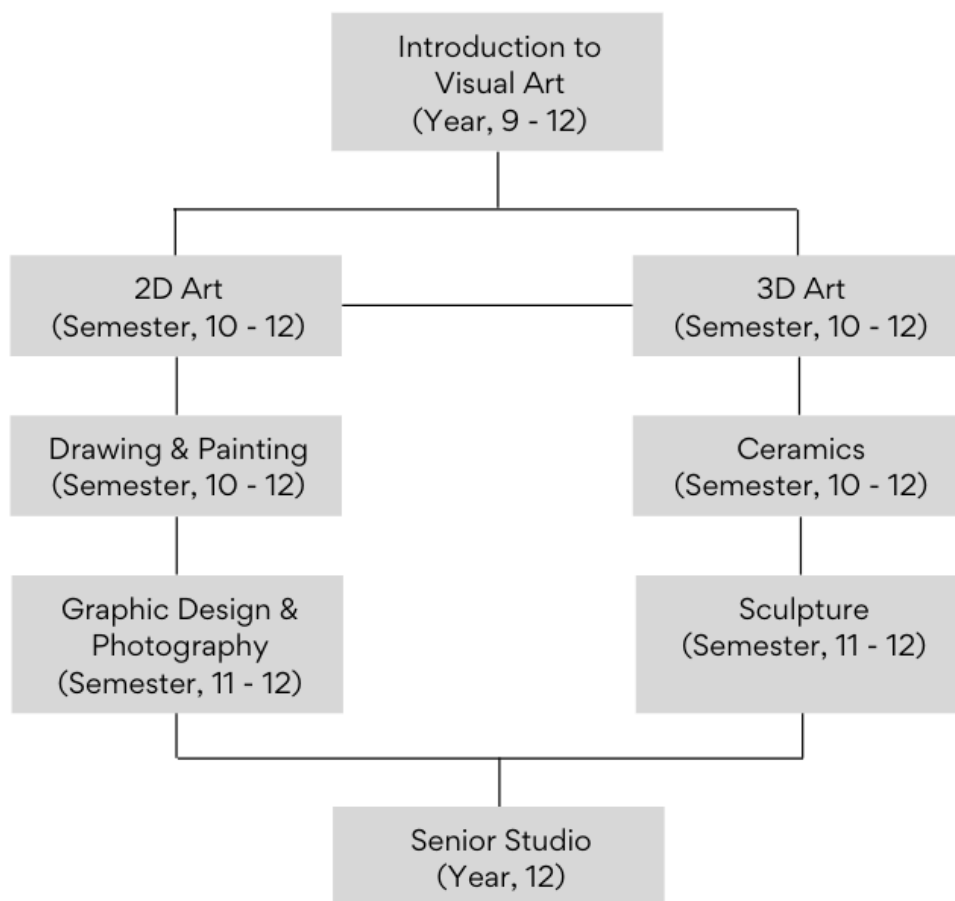 Introduction to
Visual Art
(Year, 9 - 12)
2D Art
(Semester, 10 - 12)
3D Art
(Semester, 10 - 12)
Drawing & Painting
(Semester, 10 - 12)
Ceramics
(Semester, 10 - 12)
Graphic Design &
Photography
(Semester, 11 - 12)
Sculpture
(Semester, 11 - 12)
Senior Studio
(Year, 12)